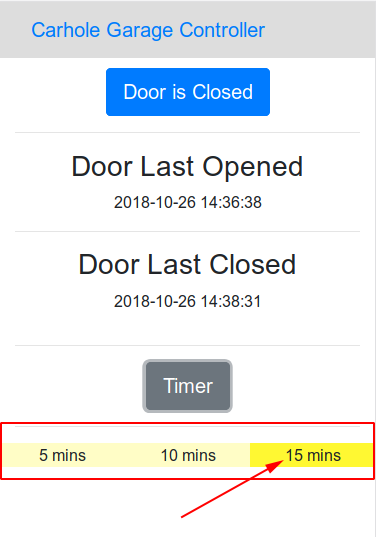 Carhole Garage Controller
Door is Closed
Door Last Opened
2018-10-26 14:36:38
Door Last Closed
2018-10-26 14:38:31
Timer
5 mins 10 mins 15 mins